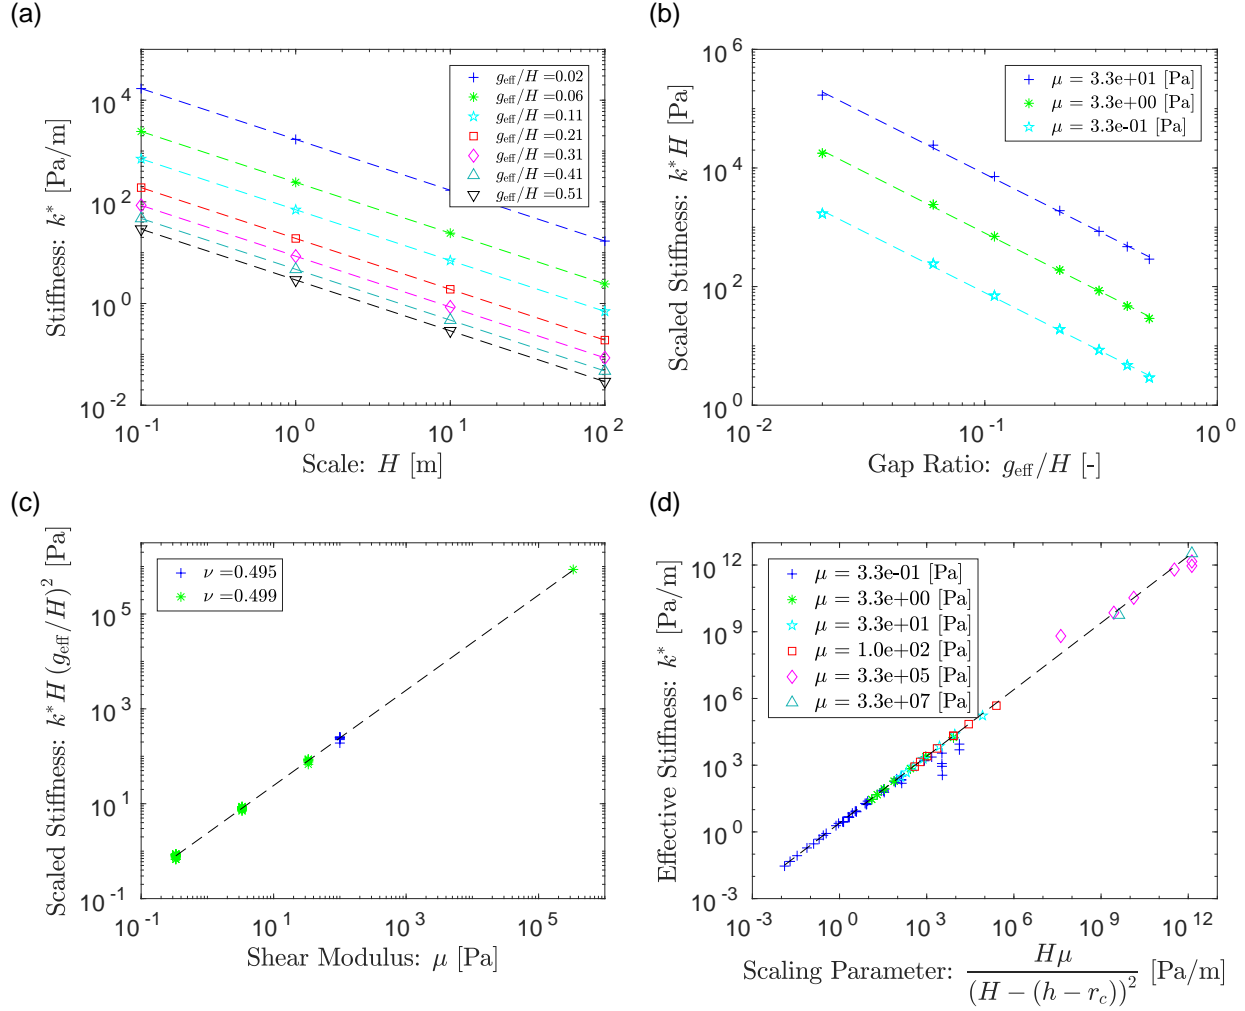 (a)
Stiffness: k* [Pa/m]
10^4
10^2
10^0
10^-2
10^-1
10^0
10^1
10^2
Scale: H [m]
g_eff/H =0.02
g_eff/H =0.06
g_eff/H =0.11
g_eff/H =0.21
g_eff/H =0.31
g_eff/H =0.41
g_eff/H =0.51
(b)
Scaled Stiffness: k*H [Pa]
10^6
10^4
10^2
10^0
10^-2
10^-1
10^0
Gap Ratio: g_eff/H [-]
μ = 3.3e+01 [Pa]
μ = 3.3e+00 [Pa]
μ = 3.3e-01 [Pa]
(c)
Scaled Stiffness: k*H (g_eff/H)^2 [Pa]
10^5
10^3
10^1
10^-1
10^-1
10^1
10^3
10^5
Shear Modulus: μ [Pa]
ν =0.495
ν =0.499
(d)
Effective Stiffness: k* [Pa/m]
10^12
10^9
10^6
10^3
10^0
10^-3
10^-3
10^0
10^3
10^6
10^9
10^12
Scaling Parameter: Hμ / (H − (h − r_c))^2 [Pa/m]
μ = 3.3e-01 [Pa]
μ = 3.3e+00 [Pa]
μ = 3.3e+01 [Pa]
μ = 1.0e+02 [Pa]
μ = 3.3e+05 [Pa]
μ = 3.3e+07 [Pa]